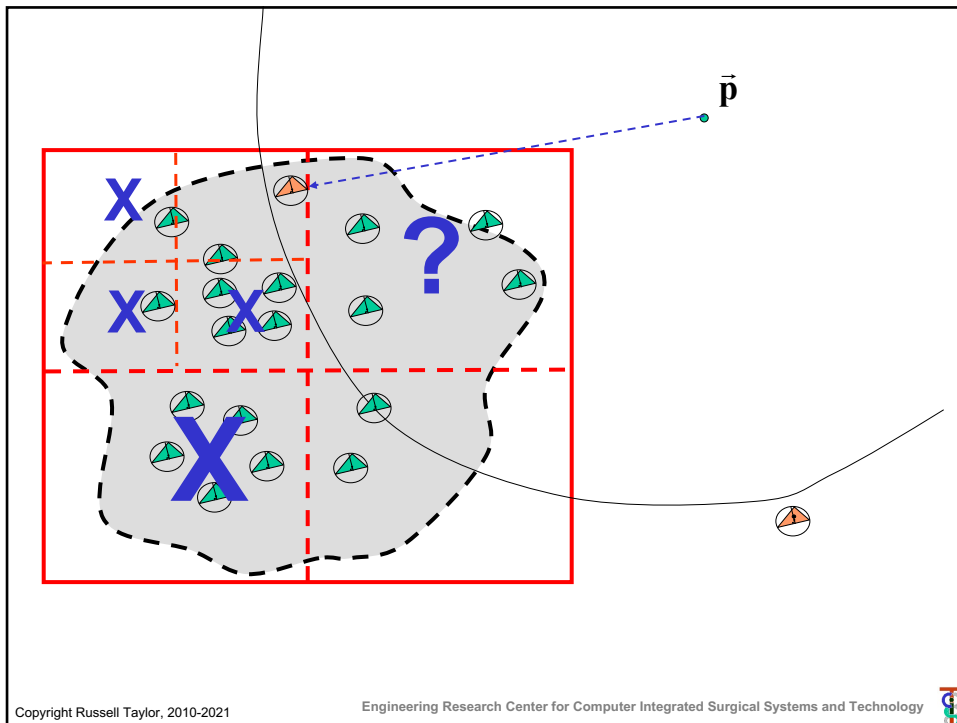 p
X
?
X
X
X
Copyright Russell Taylor, 2010-2021
Engineering Research Center for Computer Integrated Surgical Systems and Technology